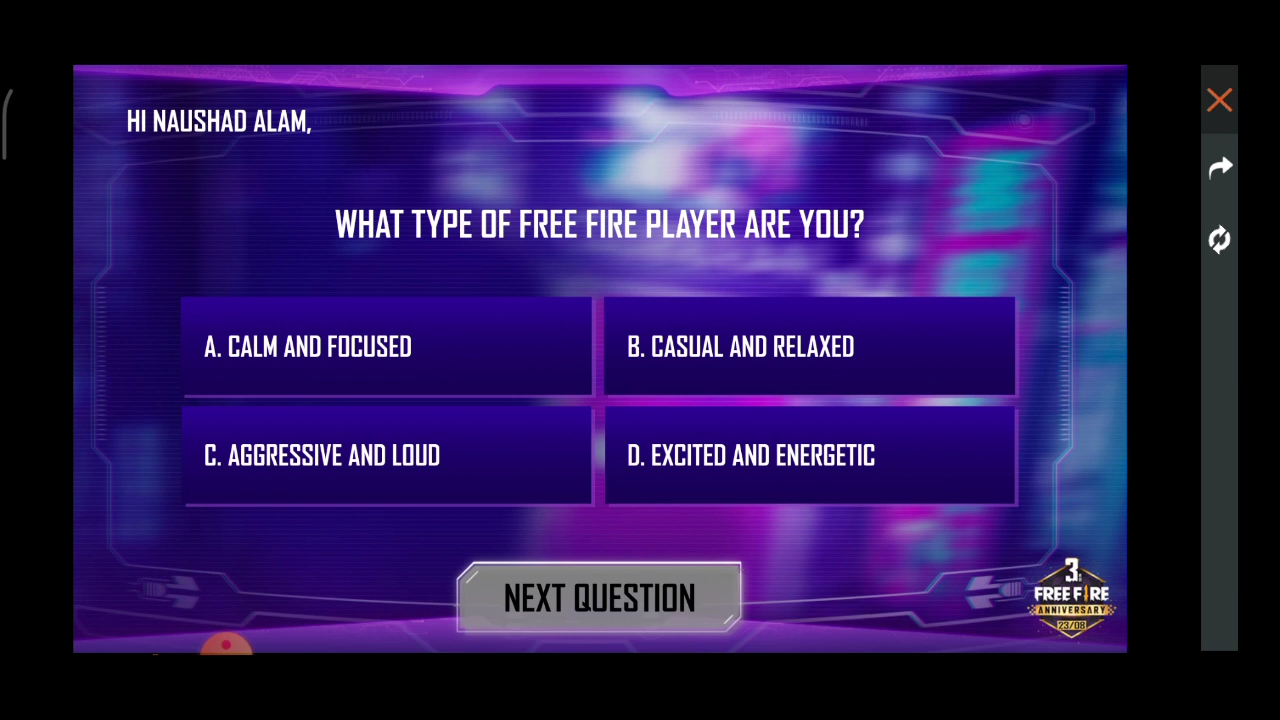 HI NAUSHAD ALAM,
WHAT TYPE OF FREE FIRE PLAYER ARE YOU?
A. CALM AND FOCUSED
B. CASUAL AND RELAXED
C. AGGRESSIVE AND LOUD
D. EXCITED AND ENERGETIC
NEXT QUESTION
3
FREE FIRE
ANNIVERSARY
23/08